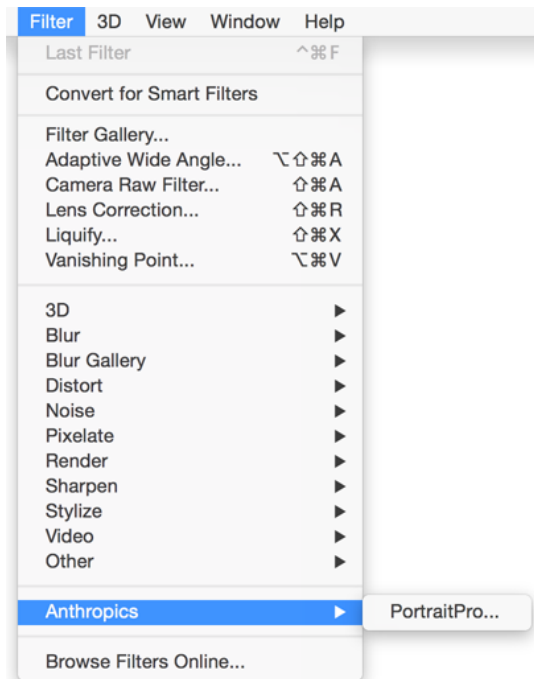 Filter 3D View Window Help
Last Filter ^⌘F
Convert for Smart Filters
Filter Gallery...
Adaptive Wide Angle... ⌥⇧⌘A
Camera Raw Filter... ⇧⌘A
Lens Correction... ⇧⌘R
Liquify... ⇧⌘X
Vanishing Point... ⌥⌘V
3D ▶
Blur ▶
Blur Gallery ▶
Distort ▶
Noise ▶
Pixelate ▶
Render ▶
Sharpen ▶
Stylize ▶
Video ▶
Other ▶
Anthropics ▶ PortraitPro...
Browse Filters Online...